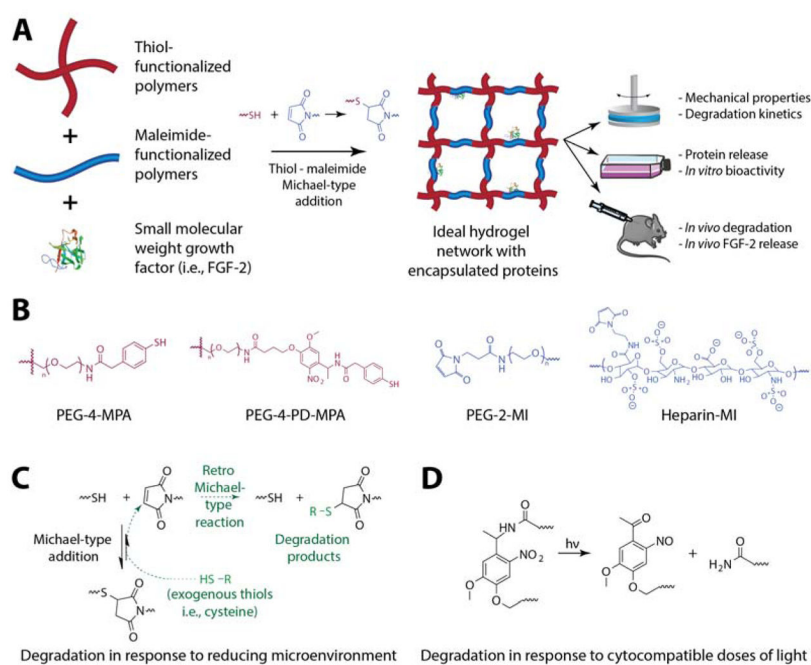 A
Thiol-
functionalized
polymers
+
Maleimide-
functionalized
polymers
+
Small molecular
weight growth
factor (i.e., FGF-2)
SH + O N O S O N O
Thiol - maleimide
Michael-type
addition
Ideal hydrogel
network with
encapsulated proteins
- Mechanical properties
- Degradation kinetics
- Protein release
- In vitro bioactivity
- In vivo degradation
- In vivo FGF-2 release
B
PEG-4-MPA
PEG-4-PD-MPA
PEG-2-MI
Heparin-MI
C
~SH +
Retro
Michael-
type
reaction
~SH +
R -S
Degradation
products
Michael-type
addition
HS -R
(exogenous thiols
i.e., cysteine)
Degradation in response to reducing microenvironment
D
HN
NO₂
hν
NO
+
H₂N
Degradation in response to cytocompatible doses of light